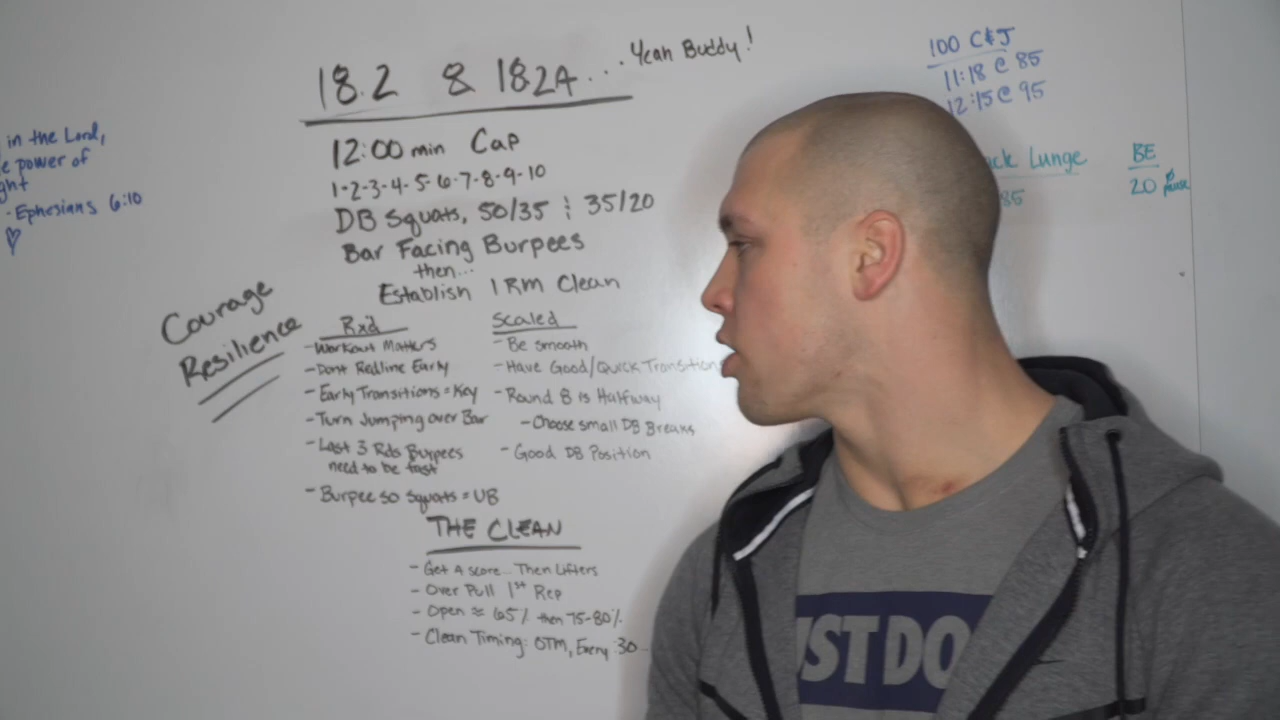 18.2 & 18.2A... Yeah Buddy!
12:00 min Cap
1-2-3-4-5-6-7-8-9-10
DB Squats, 50/35 ¦ 35/20
Bar Facing Burpees
then...
Establish 1RM Clean
Courage
Resilience
Rx'd
- Workout Matters
- Dont Redline Early
- Early Transitions = Key
- Turn Jumping over Bar
- Last 3 Rds Burpees
need to be fast
- Burpee so Squats = UB
Scaled
- Be smooth
- Have Good/Quick Transitions
- Round 8 is Halfway
- Choose small DB Breaks
- Good DB Position
THE CLEAN
- Get A score... Then Lifters
- Over Pull 1st Rep
- Open ≈ 65% then 75-80%
- Clean Timing: OTM, Every :30...
in the Lord,
power of
- Ephesians 6:10
100 C&J
11:18 @ 85
12:15 @ 95
ck Lunge
85
BE
20
UST DO